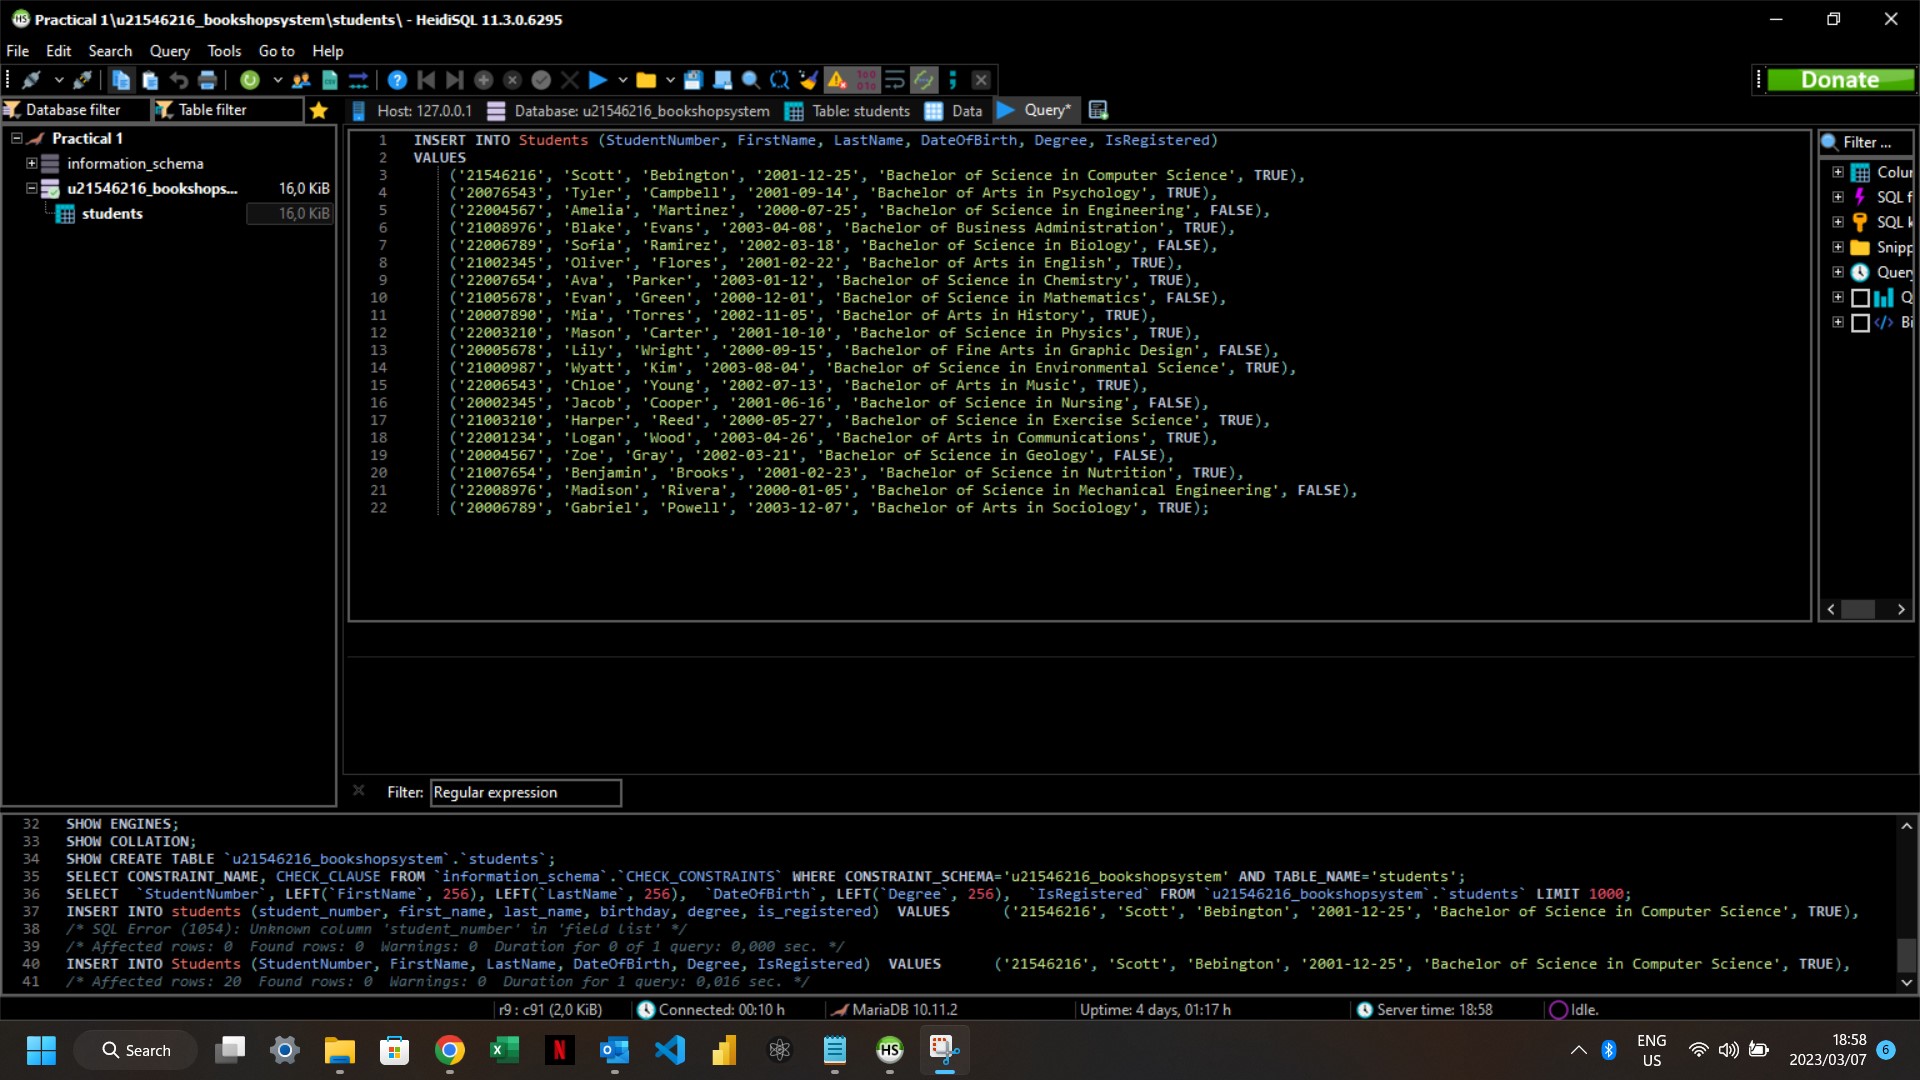 HS Practical 1\u21546216_bookshopsystem\students\ - HeidiSQL 11.3.0.6295
File Edit Search Query Tools Go to Help
Donate
Database filter Table filter
Host: 127.0.0.1 Database: u21546216_bookshopsystem Table: students Data Query*
Practical 1
information_schema
u21546216_bookshops... 16,0 KiB
students 16,0 KiB
1 INSERT INTO Students (StudentNumber, FirstName, LastName, DateOfBirth, Degree, IsRegistered)
2 VALUES
3 ('21546216', 'Scott', 'Bebington', '2001-12-25', 'Bachelor of Science in Computer Science', TRUE),
4 ('20076543', 'Tyler', 'Campbell', '2001-09-14', 'Bachelor of Arts in Psychology', TRUE),
5 ('22004567', 'Amelia', 'Martinez', '2000-07-25', 'Bachelor of Science in Engineering', FALSE),
6 ('21008976', 'Blake', 'Evans', '2003-04-08', 'Bachelor of Business Administration', TRUE),
7 ('22006789', 'Sofia', 'Ramirez', '2002-03-18', 'Bachelor of Science in Biology', FALSE),
8 ('21002345', 'Oliver', 'Flores', '2001-02-22', 'Bachelor of Arts in English', TRUE),
9 ('22007654', 'Ava', 'Parker', '2003-01-12', 'Bachelor of Science in Chemistry', TRUE),
10 ('21005678', 'Evan', 'Green', '2000-12-01', 'Bachelor of Science in Mathematics', FALSE),
11 ('20007890', 'Mia', 'Torres', '2002-11-05', 'Bachelor of Arts in History', TRUE),
12 ('22003210', 'Mason', 'Carter', '2001-10-10', 'Bachelor of Science in Physics', TRUE),
13 ('20005678', 'Lily', 'Wright', '2000-09-15', 'Bachelor of Fine Arts in Graphic Design', FALSE),
14 ('21000987', 'Wyatt', 'Kim', '2003-08-04', 'Bachelor of Science in Environmental Science', TRUE),
15 ('22006543', 'Chloe', 'Young', '2002-07-13', 'Bachelor of Arts in Music', TRUE),
16 ('20002345', 'Jacob', 'Cooper', '2001-06-16', 'Bachelor of Science in Nursing', FALSE),
17 ('21003210', 'Harper', 'Reed', '2000-05-27', 'Bachelor of Science in Exercise Science', TRUE),
18 ('22001234', 'Logan', 'Wood', '2003-04-26', 'Bachelor of Arts in Communications', TRUE),
19 ('20004567', 'Zoe', 'Gray', '2002-03-21', 'Bachelor of Science in Geology', FALSE),
20 ('21007654', 'Benjamin', 'Brooks', '2001-02-23', 'Bachelor of Science in Nutrition', TRUE),
21 ('22008976', 'Madison', 'Rivera', '2000-01-05', 'Bachelor of Science in Mechanical Engineering', FALSE),
22 ('20006789', 'Gabriel', 'Powell', '2003-12-07', 'Bachelor of Arts in Sociology', TRUE);
Filter ...
Colu
SQL f
SQL k
Snipp
Quer
Q
Bi
Filter: Regular expression
32 SHOW ENGINES;
33 SHOW COLLATION;
34 SHOW CREATE TABLE `u21546216_bookshopsystem`.`students`;
35 SELECT CONSTRAINT_NAME, CHECK_CLAUSE FROM `information_schema`.`CHECK_CONSTRAINTS` WHERE CONSTRAINT_SCHEMA='u21546216_bookshopsystem' AND TABLE_NAME='students';
36 SELECT `StudentNumber`, LEFT(`FirstName`, 256), LEFT(`LastName`, 256), `DateOfBirth`, LEFT(`Degree`, 256), `IsRegistered` FROM `u21546216_bookshopsystem`.`students` LIMIT 1000;
37 INSERT INTO students (student_number, first_name, last_name, birthday, degree, is_registered) VALUES ('21546216', 'Scott', 'Bebington', '2001-12-25', 'Bachelor of Science in Computer Science', TRUE),
38 /* SQL Error (1054): Unknown column 'student_number' in 'field list' */
39 /* Affected rows: 0 Found rows: 0 Warnings: 0 Duration for 0 of 1 query: 0,000 sec. */
40 INSERT INTO Students (StudentNumber, FirstName, LastName, DateOfBirth, Degree, IsRegistered) VALUES ('21546216', 'Scott', 'Bebington', '2001-12-25', 'Bachelor of Science in Computer Science', TRUE),
41 /* Affected rows: 20 Found rows: 0 Warnings: 0 Duration for 1 query: 0,016 sec. */
r9 : c91 (2,0 KiB) Connected: 00:10 h MariaDB 10.11.2 Uptime: 4 days, 01:17 h Server time: 18:58 Idle.
Search
HS
ENG
US
18:58
2023/03/07
6